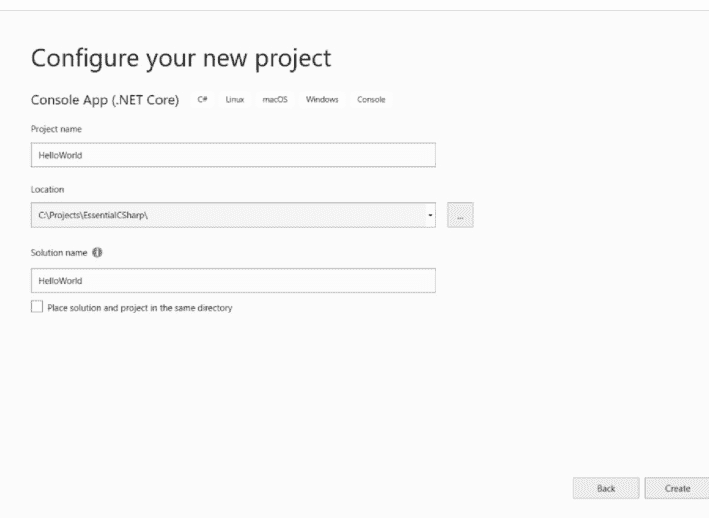 Configure your new project
Console App (.NET Core) C# Linux macOS Windows Console
Project name
HelloWorld
Location
C:\Projects\EssentialCSharp\
...
Solution name
HelloWorld
Place solution and project in the same directory
Back Create